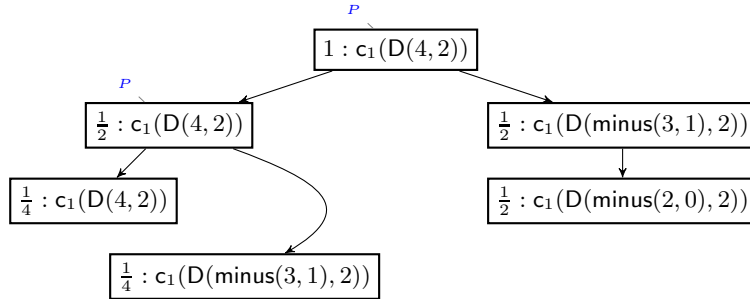 P
1 : c₁(D(4, 2))
P
½ : c₁(D(4, 2))
½ : c₁(D(minus(3, 1), 2))
¼ : c₁(D(4, 2))
½ : c₁(D(minus(2, 0), 2))
¼ : c₁(D(minus(3, 1), 2))